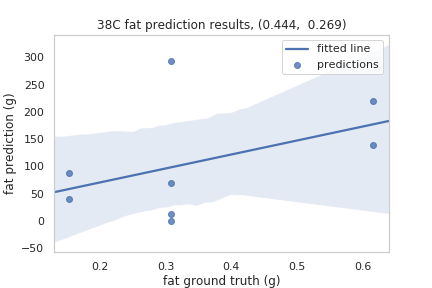 38C fat prediction results, (0.444,  0.269)
fitted line
predictions
fat prediction (g)
300
250
200
150
100
50
0
−50
0.2 0.3 0.4 0.5 0.6
fat ground truth (g)